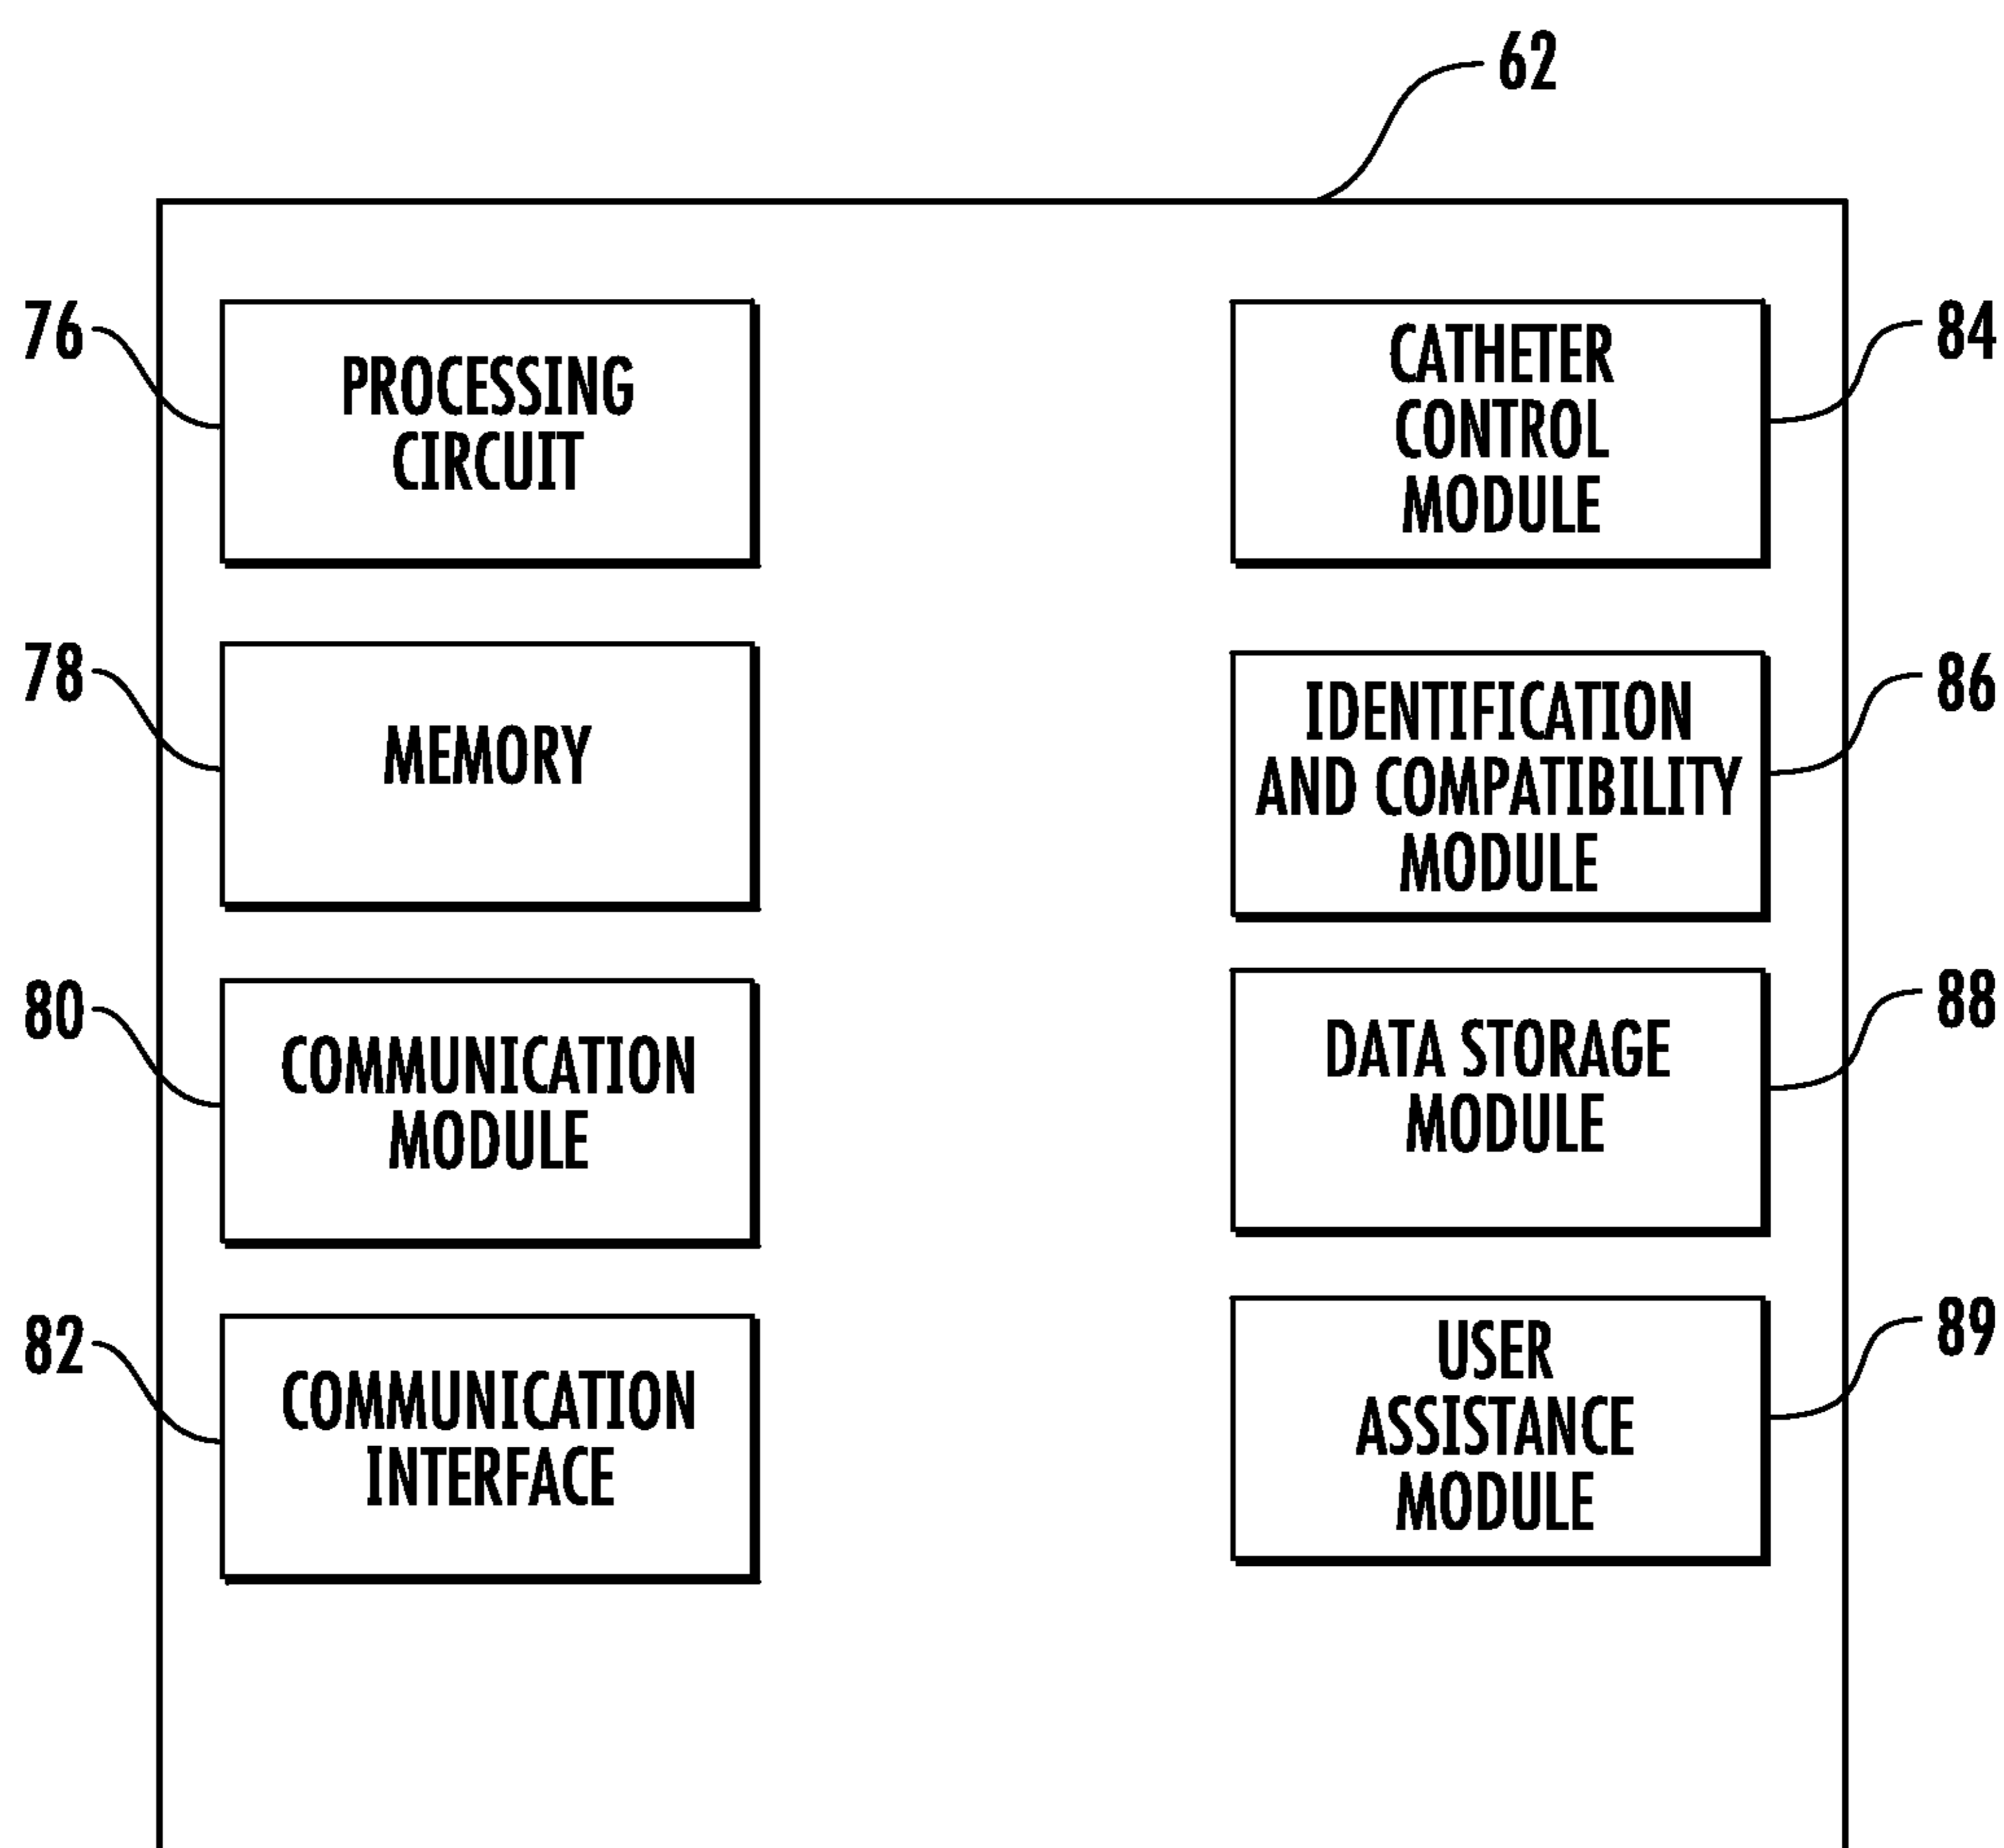 62
76
PROCESSING
CIRCUIT
78
MEMORY
80
COMMUNICATION
MODULE
82
COMMUNICATION
INTERFACE
84
CATHETER
CONTROL
MODULE
86
IDENTIFICATION
AND COMPATIBILITY
MODULE
88
DATA STORAGE
MODULE
89
USER
ASSISTANCE
MODULE